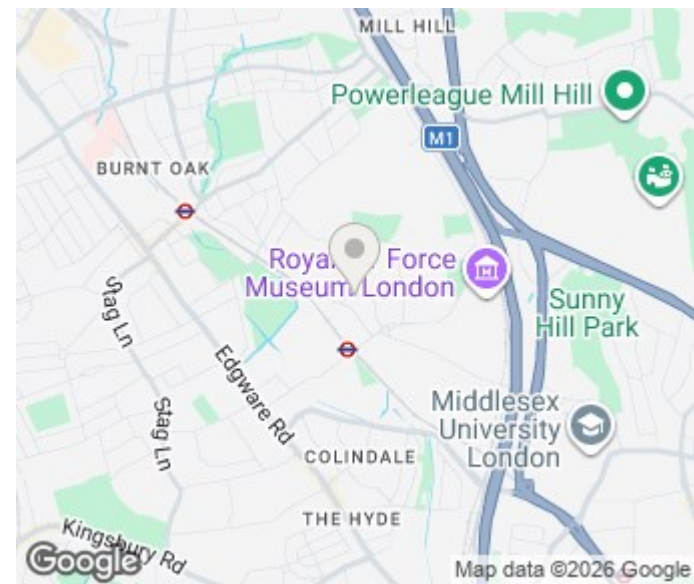 MILL HILL
Powerleague Mill Hill
M1
BURNT OAK
Royal Force
Museum London
Sunny
Hill Park
Stag Ln
Edgware Rd
Stag Ln
Middlesex
University
London
COLINDALE
THE HYDE
Kingsbury Rd
Google
Map data ©2026 Google